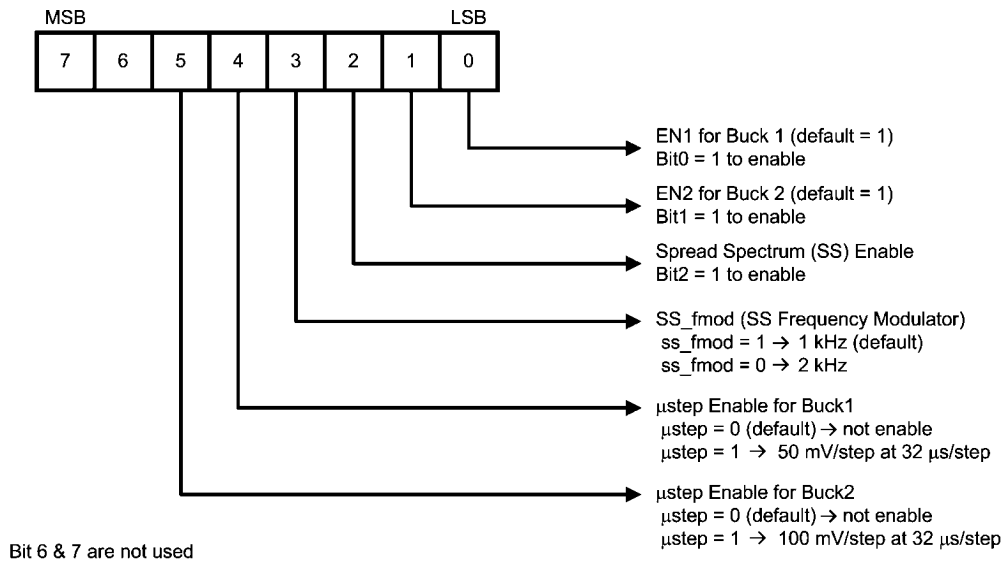 MSB LSB
7 6 5 4 3 2 1 0
EN1 for Buck 1 (default = 1)
Bit0 = 1 to enable
EN2 for Buck 2 (default = 1)
Bit1 = 1 to enable
Spread Spectrum (SS) Enable
Bit2 = 1 to enable
SS_fmod (SS Frequency Modulator)
ss_fmod = 1 → 1 kHz (default)
ss_fmod = 0 → 2 kHz
μstep Enable for Buck1
μstep = 0 (default) → not enable
μstep = 1 → 50 mV/step at 32 μs/step
μstep Enable for Buck2
μstep = 0 (default) → not enable
μstep = 1 → 100 mV/step at 32 μs/step
Bit 6 & 7 are not used